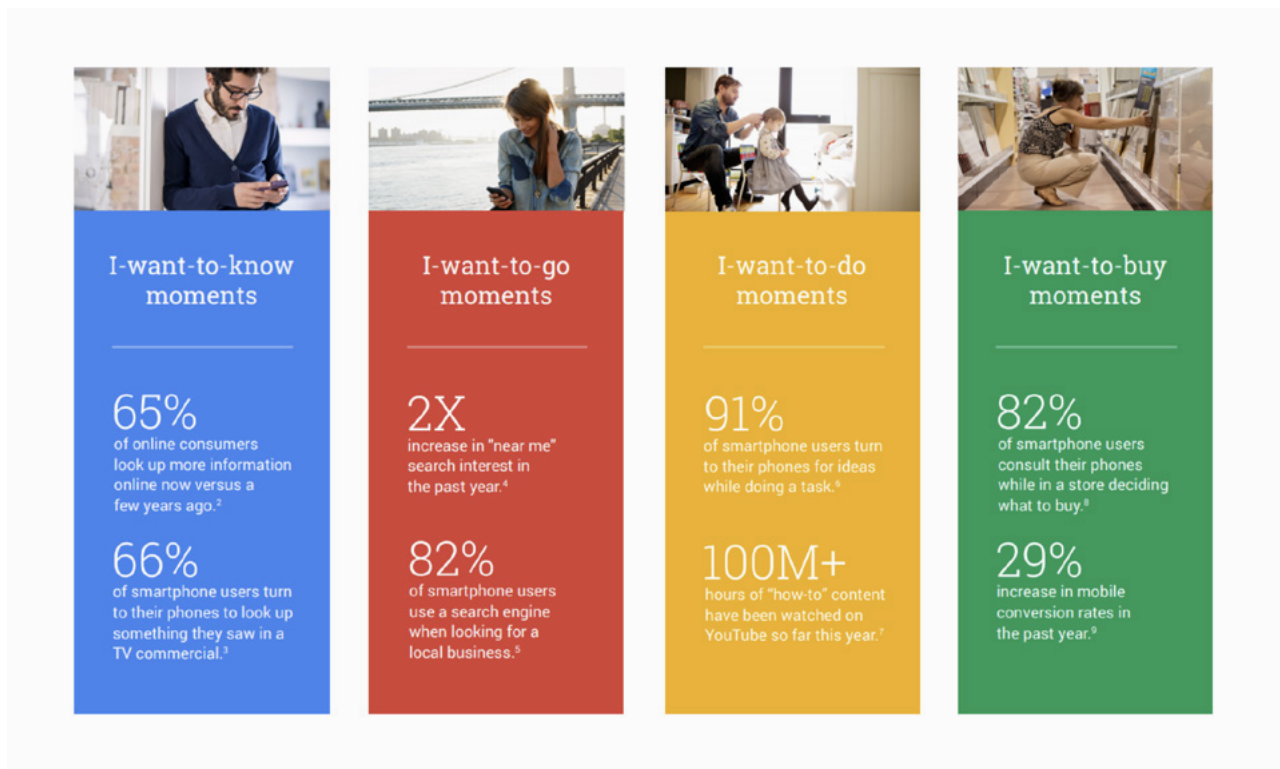 I-want-to-know
moments
65%
of online consumers
look up more information
online now versus a
few years ago.²
66%
of smartphone users turn
to their phones to look up
something they saw in a
TV commercial.³
I-want-to-go
moments
2X
increase in "near me"
search interest in
the past year.⁴
82%
of smartphone users
use a search engine
when looking for a
local business.⁵
I-want-to-do
moments
91%
of smartphone users turn
to their phones for ideas
while doing a task.⁶
100M+
hours of "how-to" content
have been watched on
YouTube so far this year.⁷
I-want-to-buy
moments
82%
of smartphone users
consult their phones
while in a store deciding
what to buy.⁸
29%
increase in mobile
conversion rates in
the past year.⁹